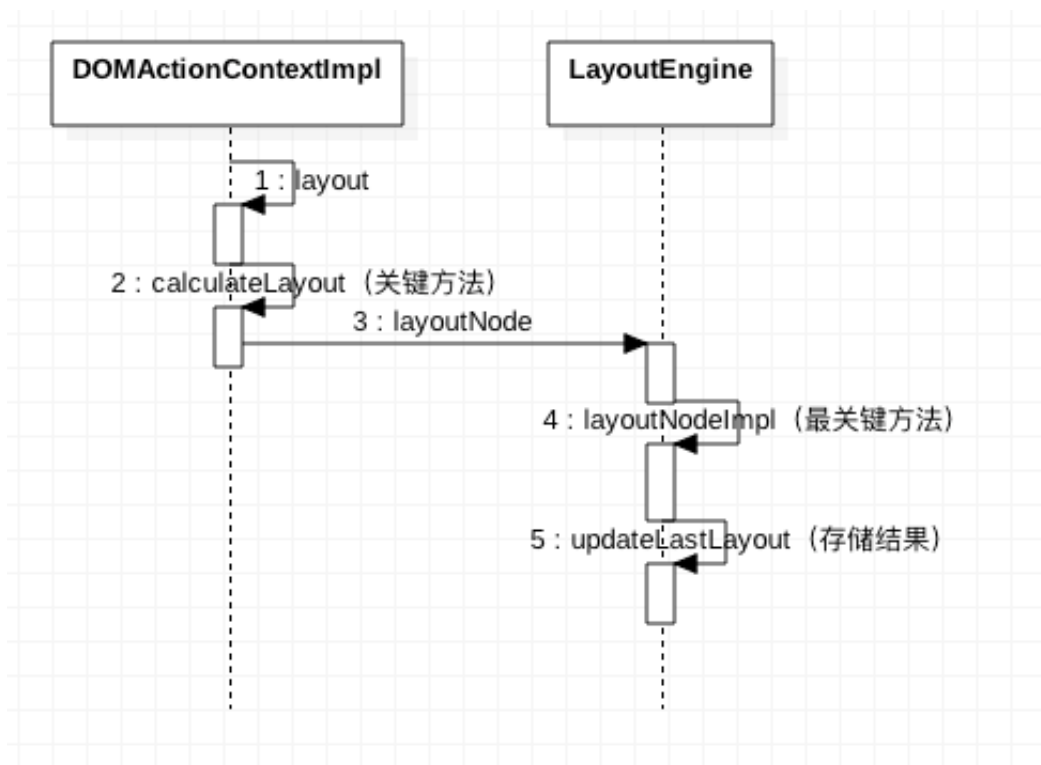 DOMActionContextImpl
LayoutEngine
1 : layout
2 : calculateLayout（关键方法）
3 : layoutNode
4 : layoutNodeImpl（最关键方法）
5 : updateLastLayout（存储结果）